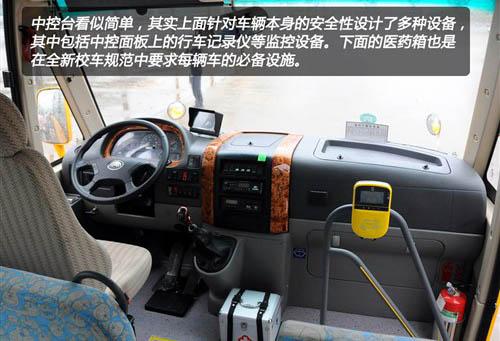 中控台看似简单，其实上面针对车辆本身的安全性设计了多种设备，
其中包括中控面板上的行车记录仪等监控设备。下面的医药箱也是
在全新校车规范中要求每辆车的必备设施。